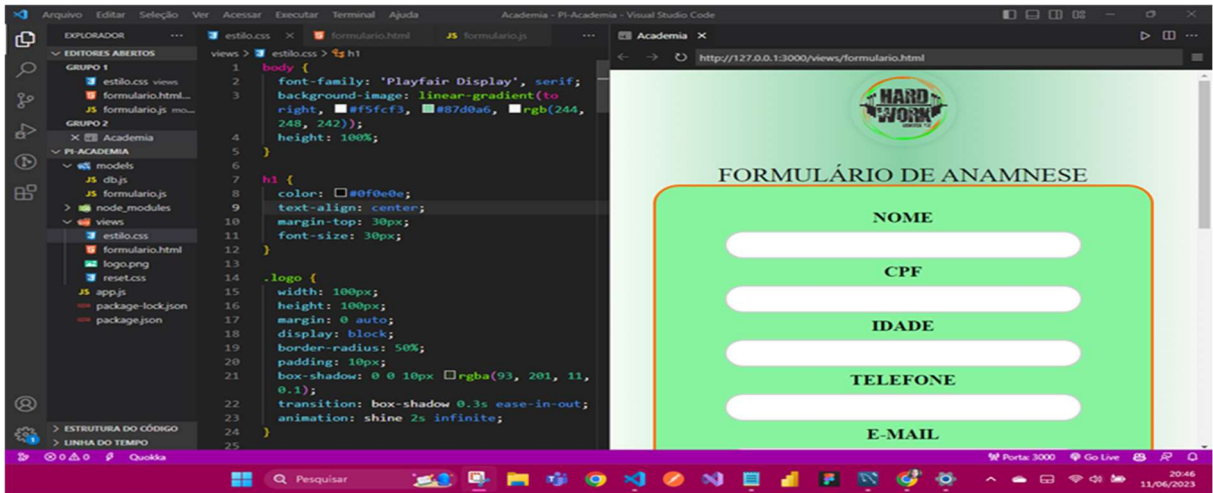 Arquivo Editar Seleção Ver Acessar Executar Terminal Ajuda
Academia - PI-Academia - Visual Studio Code
EXPLORADOR ...
EDITORES ABERTOS
GRUPO 1
estilo.css views
formulario.html...
JS formulario.js mo...
GRUPO 2
Academia
PI-ACADEMIA
models
JS db.js
JS formulario.js
node_modules
views
estilo.css
formulario.html
logo.png
reset.css
JS app.js
package-lock.json
package.json
ESTRUTURA DO CÓDIGO
LINHA DO TEMPO
estilo.css formulario.html JS formulario.js ...
views > estilo.css > h1
1 body {
2 font-family: 'Playfair Display', serif;
3 background-image: linear-gradient(to
right, #f5fcf3, #87d0a6, rgb(244,
248, 242));
4 height: 100%;
5 }
6
7 h1 {
8 color: #0f0e0e;
9 text-align: center;
10 margin-top: 30px;
11 font-size: 30px;
12 }
13
14 .logo {
15 width: 100px;
16 height: 100px;
17 margin: 0 auto;
18 display: block;
19 border-radius: 50%;
20 padding: 10px;
21 box-shadow: 0 0 10px rgba(93, 201, 11,
0.1);
22 transition: box-shadow 0.3s ease-in-out;
23 animation: shine 2s infinite;
24 }
25
Academia
http://127.0.0.1:3000/views/formulario.html
HARD
WORK
FORMULÁRIO DE ANAMNESE
NOME
CPF
IDADE
TELEFONE
E-MAIL
0 0 Quokka
Porta: 3000 Go Live
Pesquisar
20:46
11/06/2023